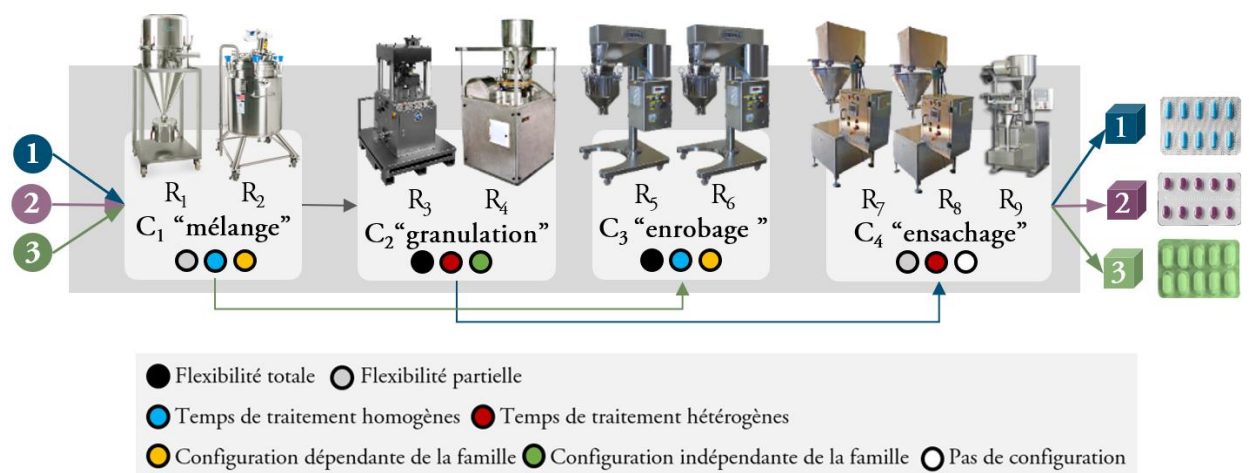 1
2
3
R1 R2
C1 “mélange”
R3 R4
C2“granulation”
R5 R6
C3 “enrobage ”
R7 R8 R9
C4 “ensachage”
1
2
3
Flexibilité totale Flexibilité partielle
Temps de traitement homogènes Temps de traitement hétérogènes
Configuration dépendante de la famille Configuration indépendante de la famille Pas de configuration